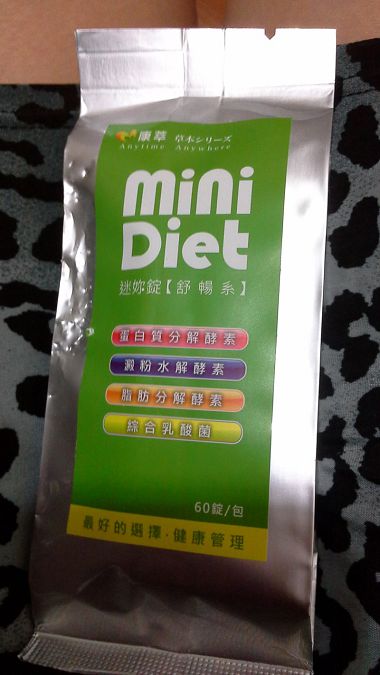 康萃 草本シリーズ
Anytime Anywhere
mini
Diet
迷妳錠【舒暢系】
蛋白質分解酵素
澱粉水解酵素
脂肪分解酵素
綜合乳酸菌
60錠/包
最好的選擇·健康管理